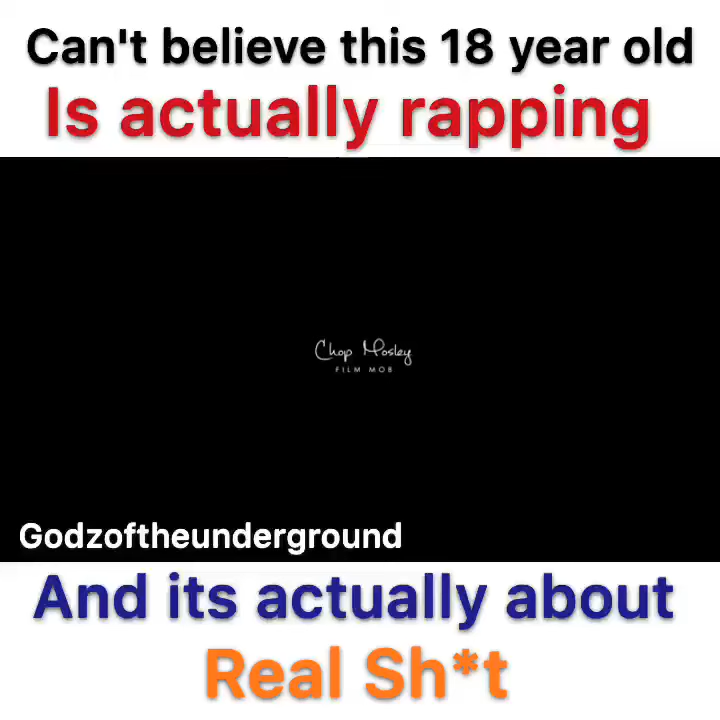 Can't believe this 18 year old
Is actually rapping
Chop Mosley
FILM MOB
Godzoftheunderground
And its actually about
Real Sh*t